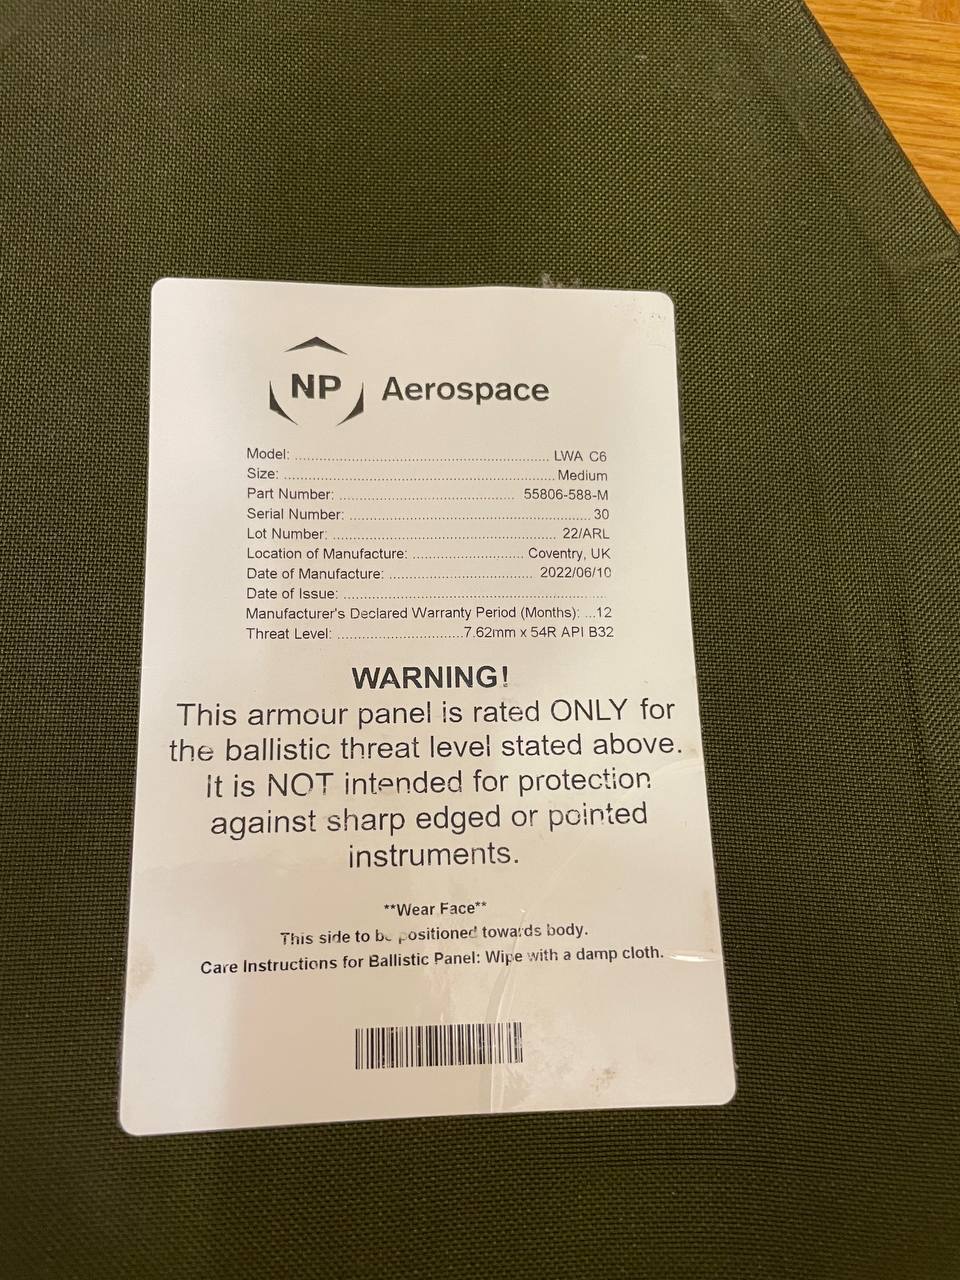 NP Aerospace
Model: ........................................................ LWA C6
Size: ............................................................Medium
Part Number: ...................................... 55806-588-M
Serial Number: ..................................................... 30
Lot Number: ................................................. 22/ARL
Location of Manufacture: ........................ Coventry, UK
Date of Manufacture: ................................ 2022/06/10
Date of Issue: ..........................................................
Manufacturer's Declared Warranty Period (Months): ...12
Threat Level: ............................7.62mm x 54R API B32
WARNING!
This armour panel is rated ONLY for
the ballistic threat level stated above.
It is NOT intended for protection
against sharp edged or pointed
instruments.
**Wear Face**
This side to be positioned towards body.
Care Instructions for Ballistic Panel: Wipe with a damp cloth.